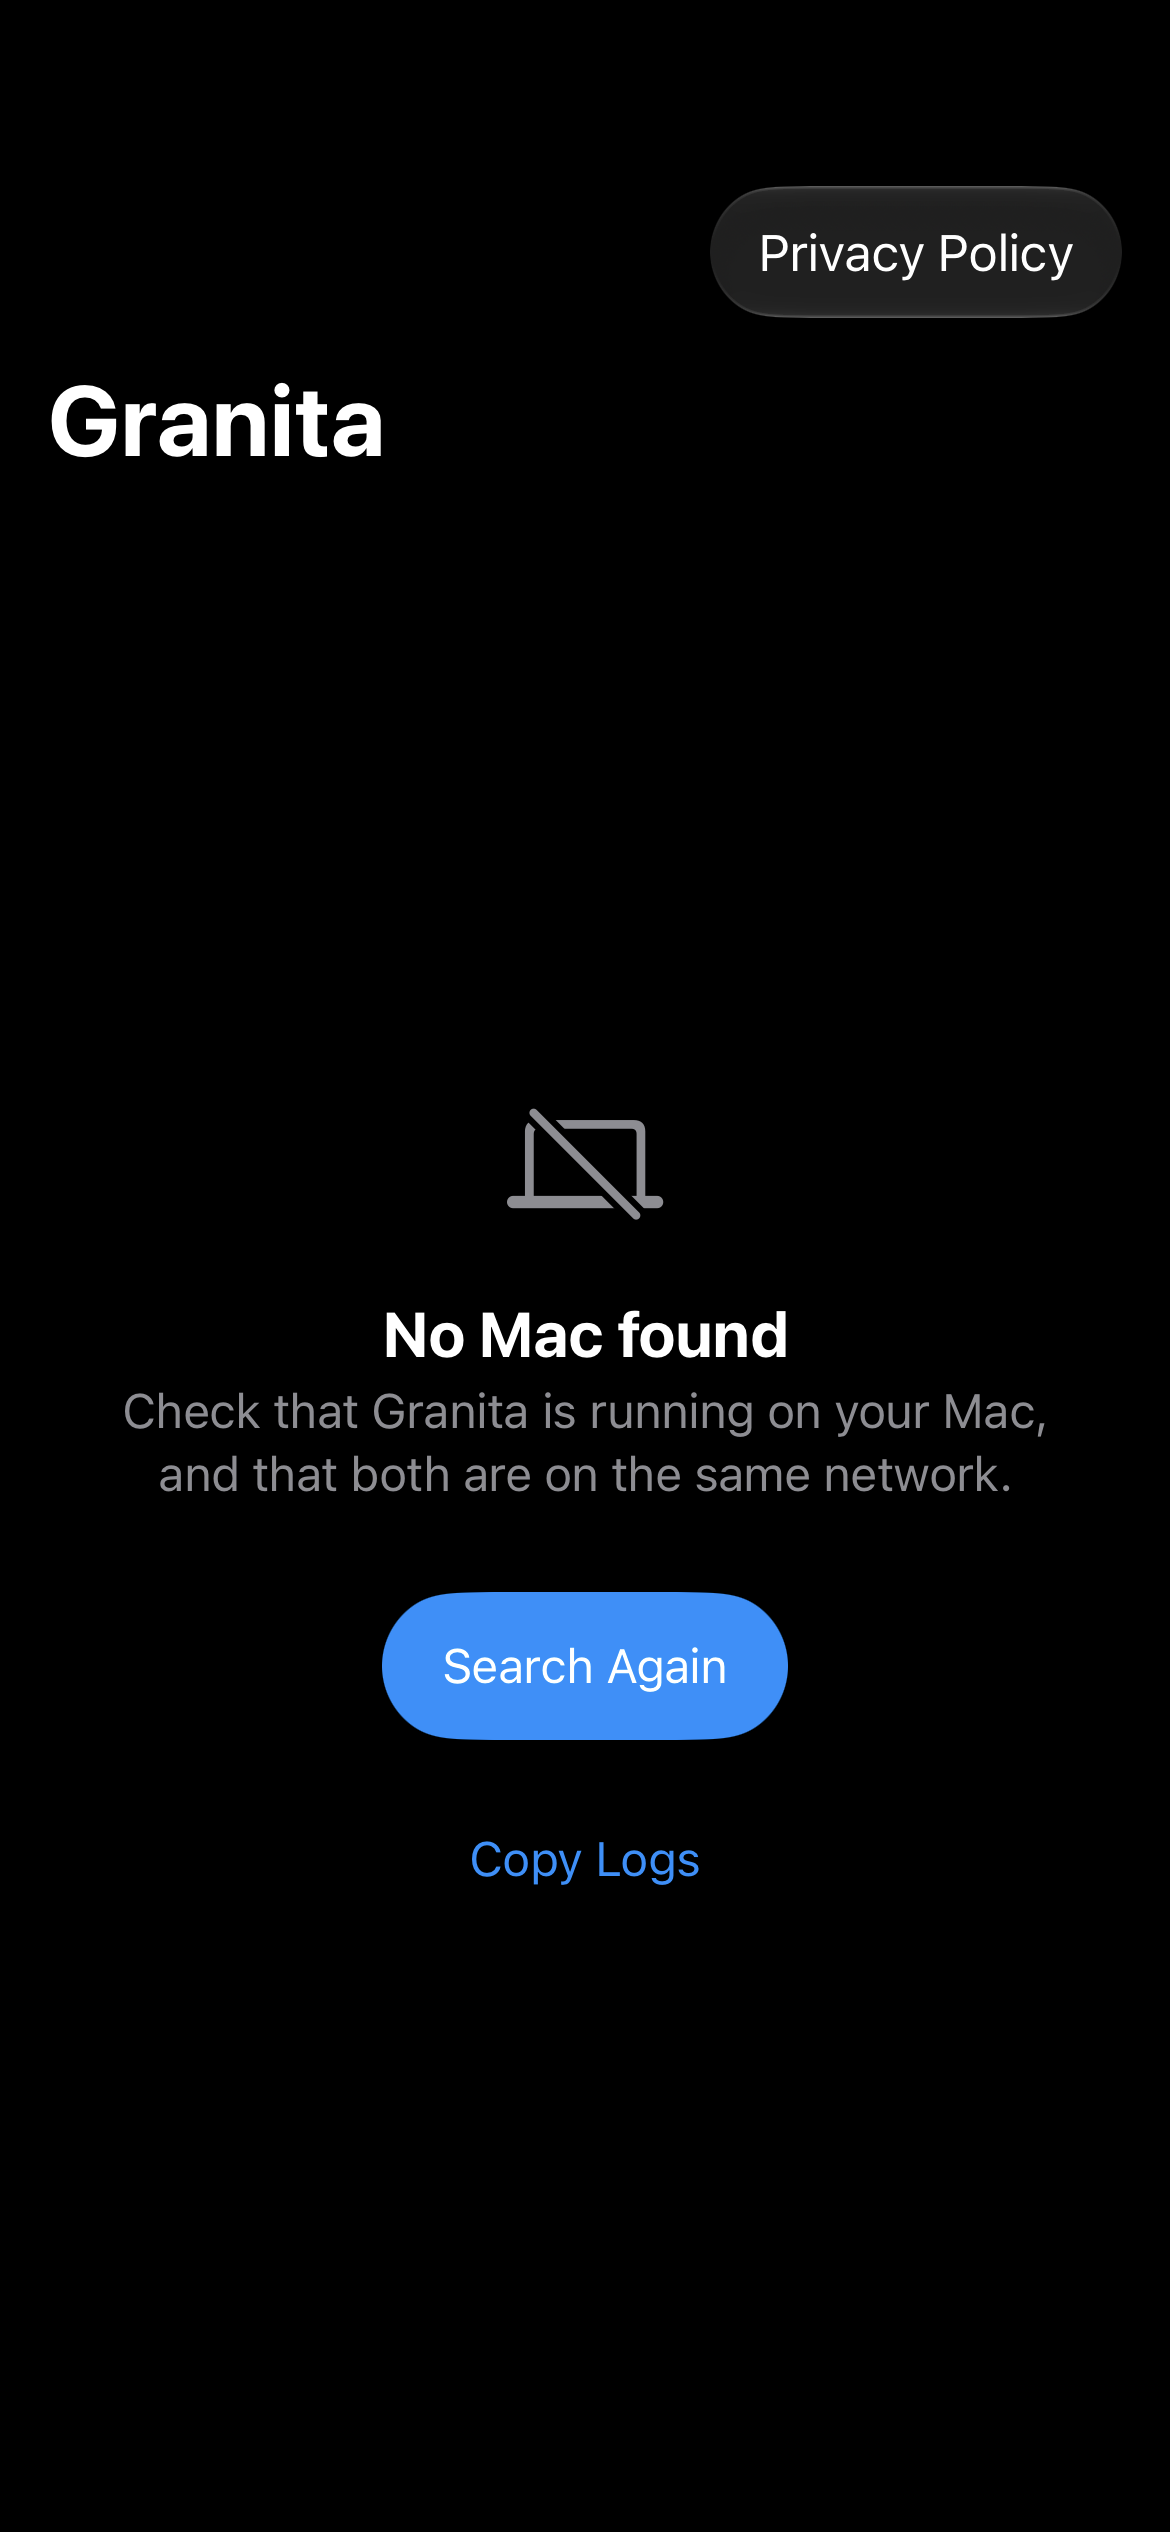 Privacy Policy
Granita
No Mac found
Check that Granita is running on your Mac,
and that both are on the same network.
Search Again
Copy Logs